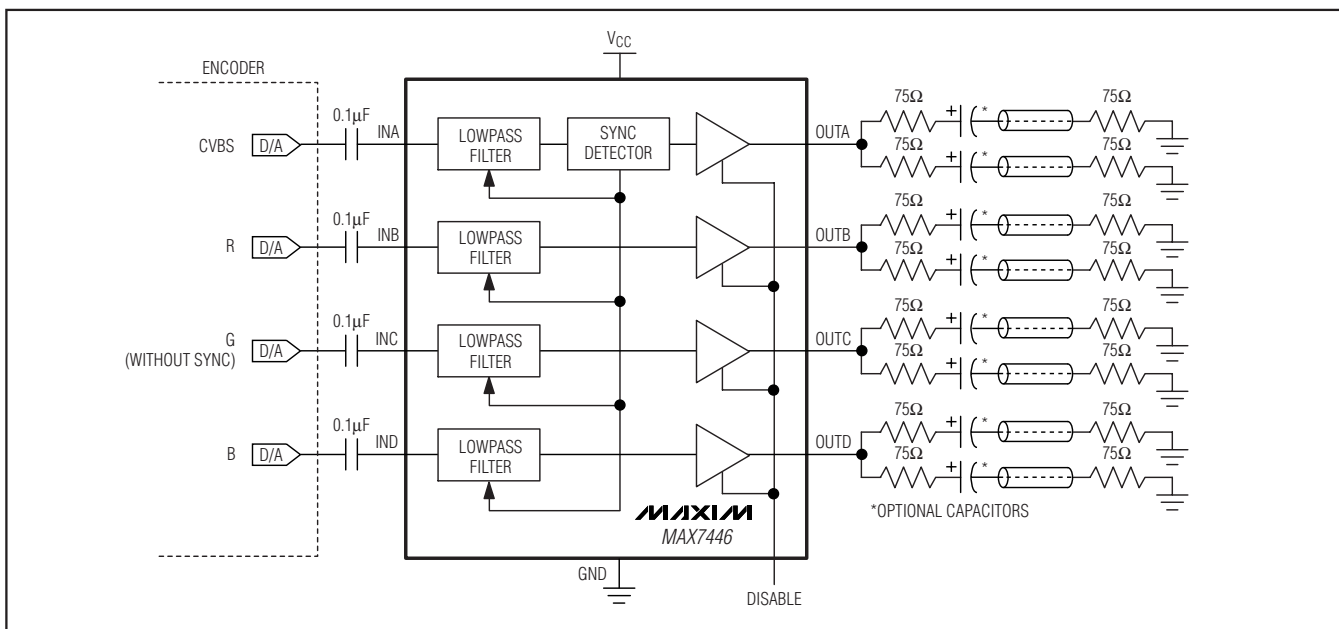 V_CC
ENCODER
CVBS
D/A
0.1µF
INA
LOWPASS
FILTER
SYNC
DETECTOR
OUTA
75Ω
+
*
75Ω
75Ω
+
*
75Ω
R
D/A
0.1µF
INB
LOWPASS
FILTER
OUTB
75Ω
+
*
75Ω
75Ω
+
*
75Ω
G
(WITHOUT SYNC)
D/A
0.1µF
INC
LOWPASS
FILTER
OUTC
75Ω
+
*
75Ω
75Ω
+
*
75Ω
B
D/A
0.1µF
IND
LOWPASS
FILTER
OUTD
75Ω
+
*
75Ω
75Ω
+
*
75Ω
*OPTIONAL CAPACITORS
MAXIM
MAX7446
GND
DISABLE